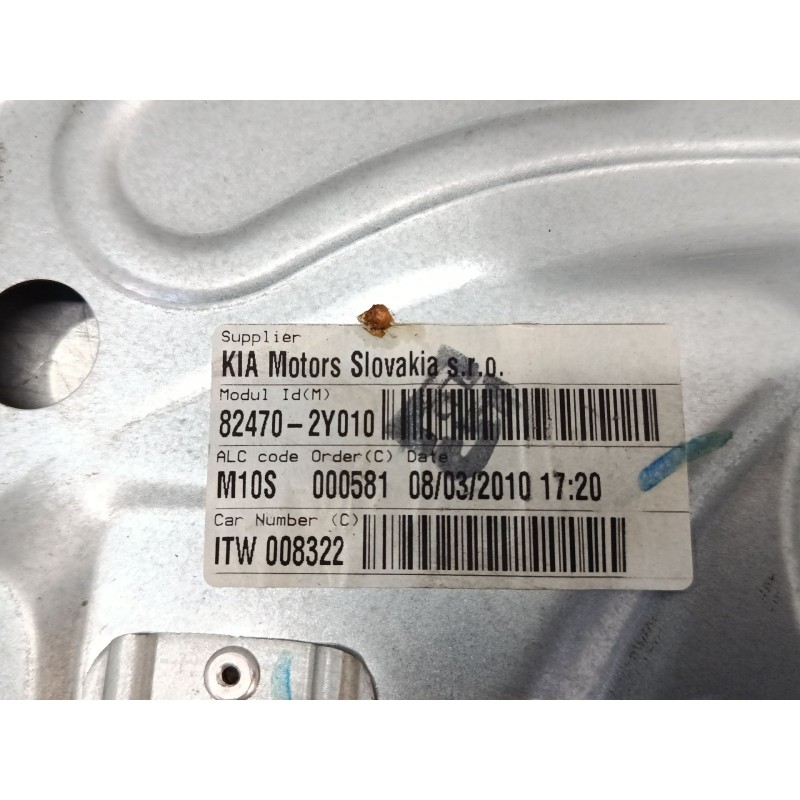 Supplier
KIA Motors Slovakia s.r.o.
Modul Id(M)
82470-2Y010
ALC code Order(C) Date
M10S 000581 08/03/2010 17:20
Car Number (C)
ITW 008322